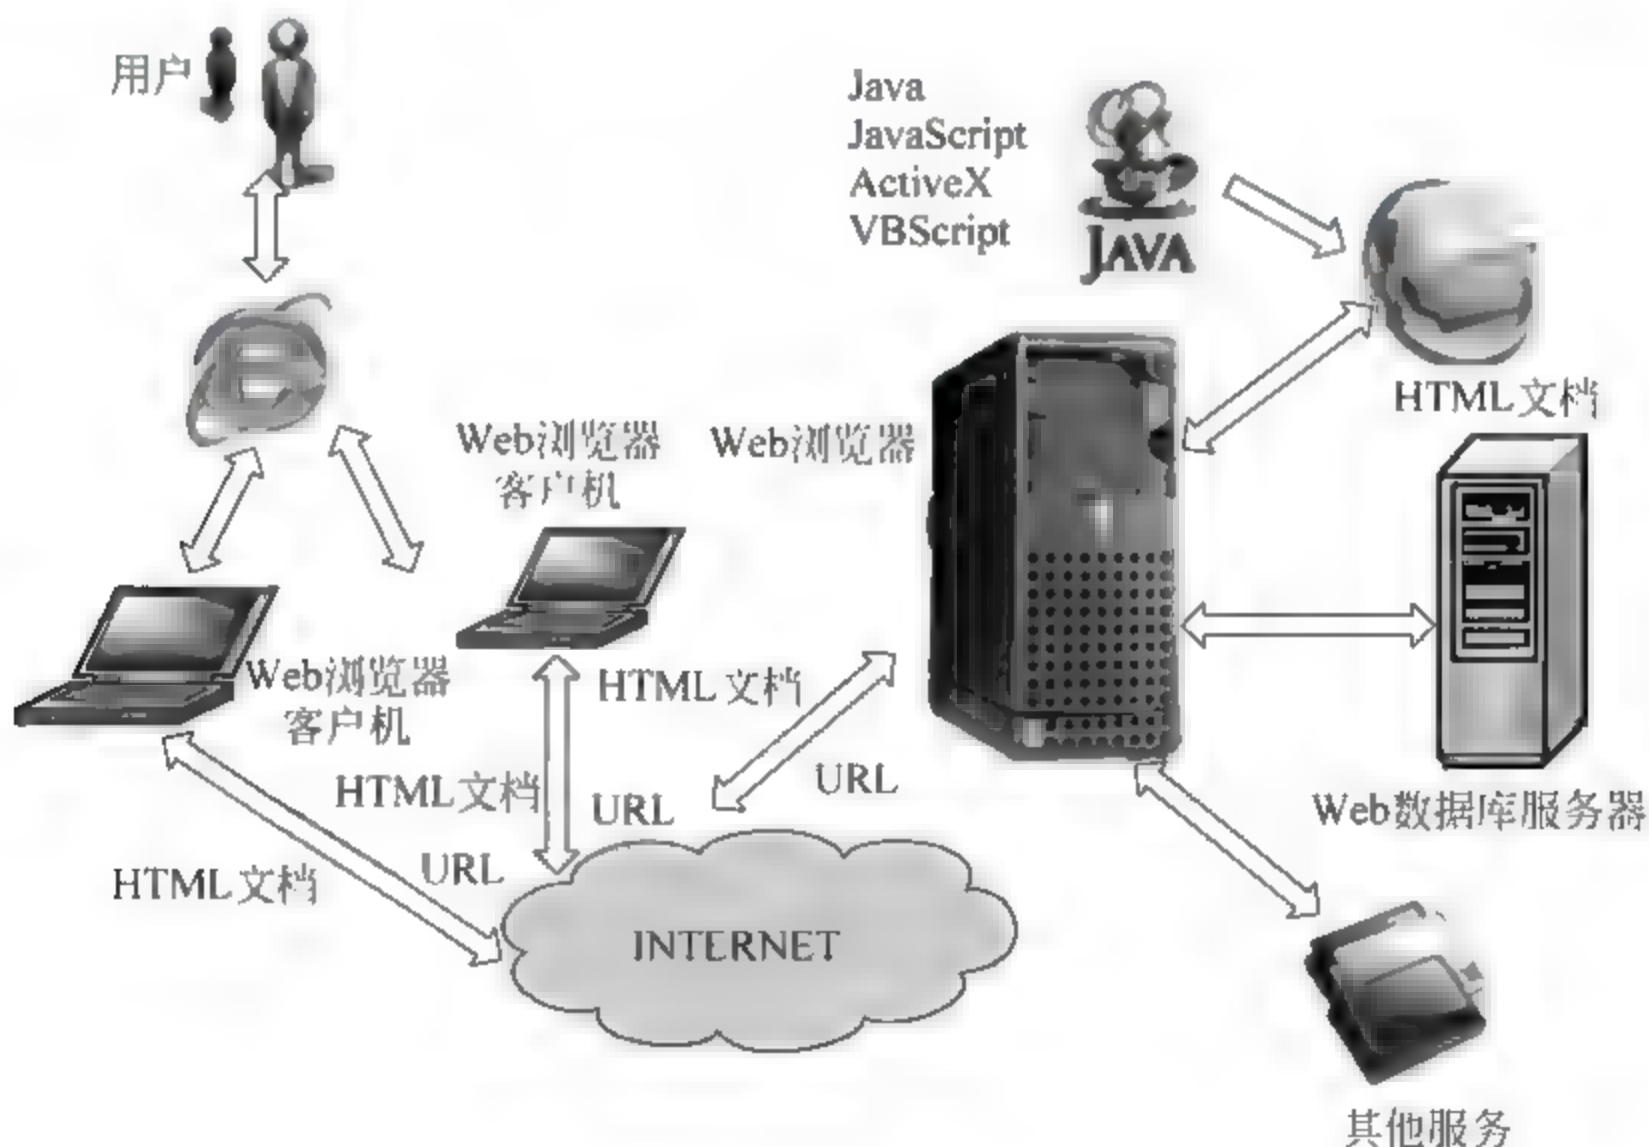 用户
Java
JavaScript
ActiveX
VBScript
JAVA
HTML文档
Web浏览器
客户机
Web浏览器
Web浏览器
客户机
HTML文档
HTML文档
URL
URL
Web数据库服务器
HTML文档
URL
INTERNET
其他服务